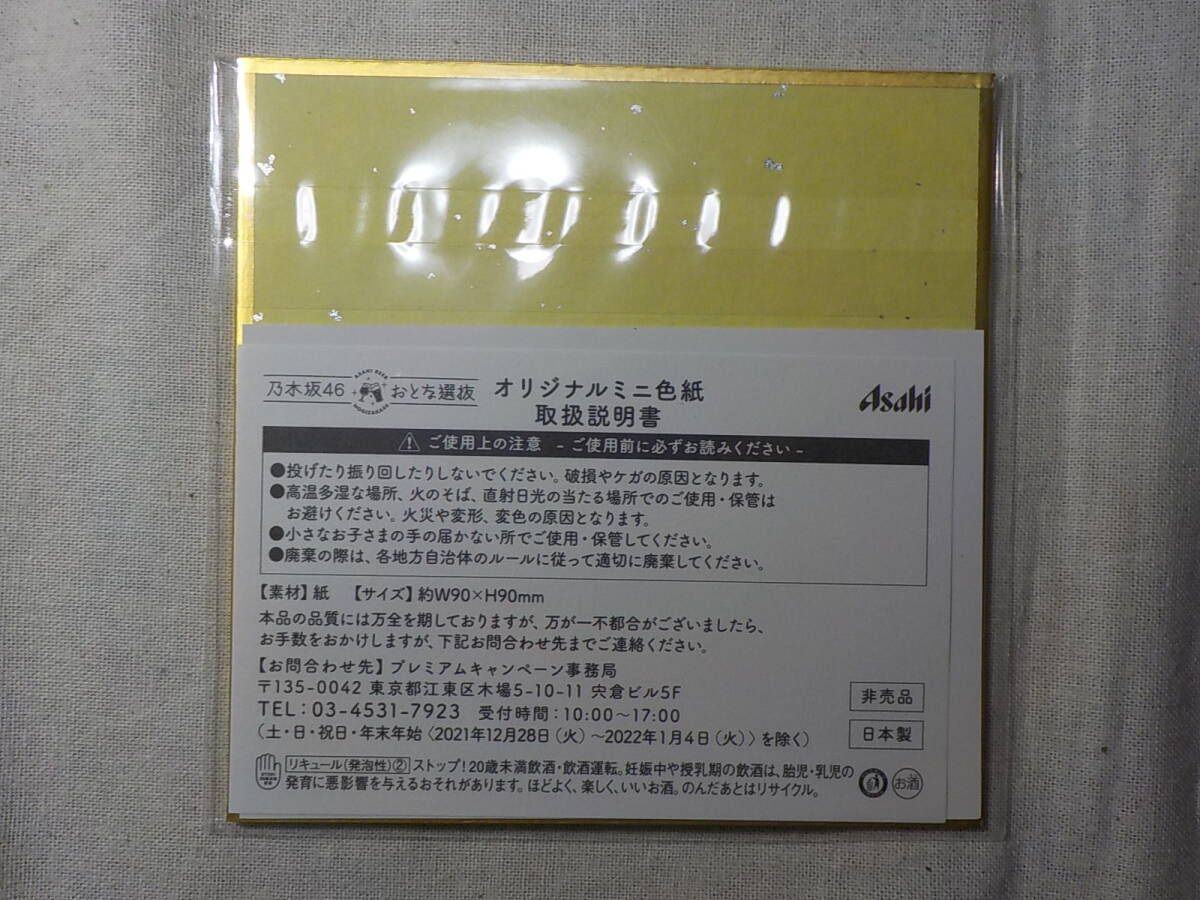 乃木坂46 ASAHI BEER NOGIZAKA46 おとな選抜 オリジナルミニ色紙 Asahi
取扱説明書
ご使用上の注意 - ご使用前に必ずお読みください -
●投げたり振り回したりしないでください。破損やケガの原因となります。
●高温多湿な場所、火のそば、直射日光の当たる場所でのご使用・保管は
お避けください。火災や変形、変色の原因となります。
●小さなお子さまの手の届かない所でご使用・保管してください。
●廃棄の際は、各地方自治体のルールに従って適切に廃棄してください。
【素材】紙 【サイズ】約W90×H90mm
本品の品質には万全を期しておりますが、万が一不都合がございましたら、
お手数をおかけしますが、下記お問合わせ先までご連絡ください。
【お問合わせ先】プレミアムキャンペーン事務局
〒135-0042 東京都江東区木場5-10-11 宍倉ビル5F
非売品
TEL:03-4531-7923 受付時間:10:00〜17:00
(土・日・祝日・年末年始〈2021年12月28日(火)〜2022年1月4日(火)〉を除く)
日本製
リキュール(発泡性)② ストップ!20歳未満飲酒・飲酒運転。妊娠中や授乳期の飲酒は、胎児・乳児の
発育に悪影響を与えるおそれがあります。ほどよく、楽しく、いいお酒。のんだあとはリサイクル。
お酒